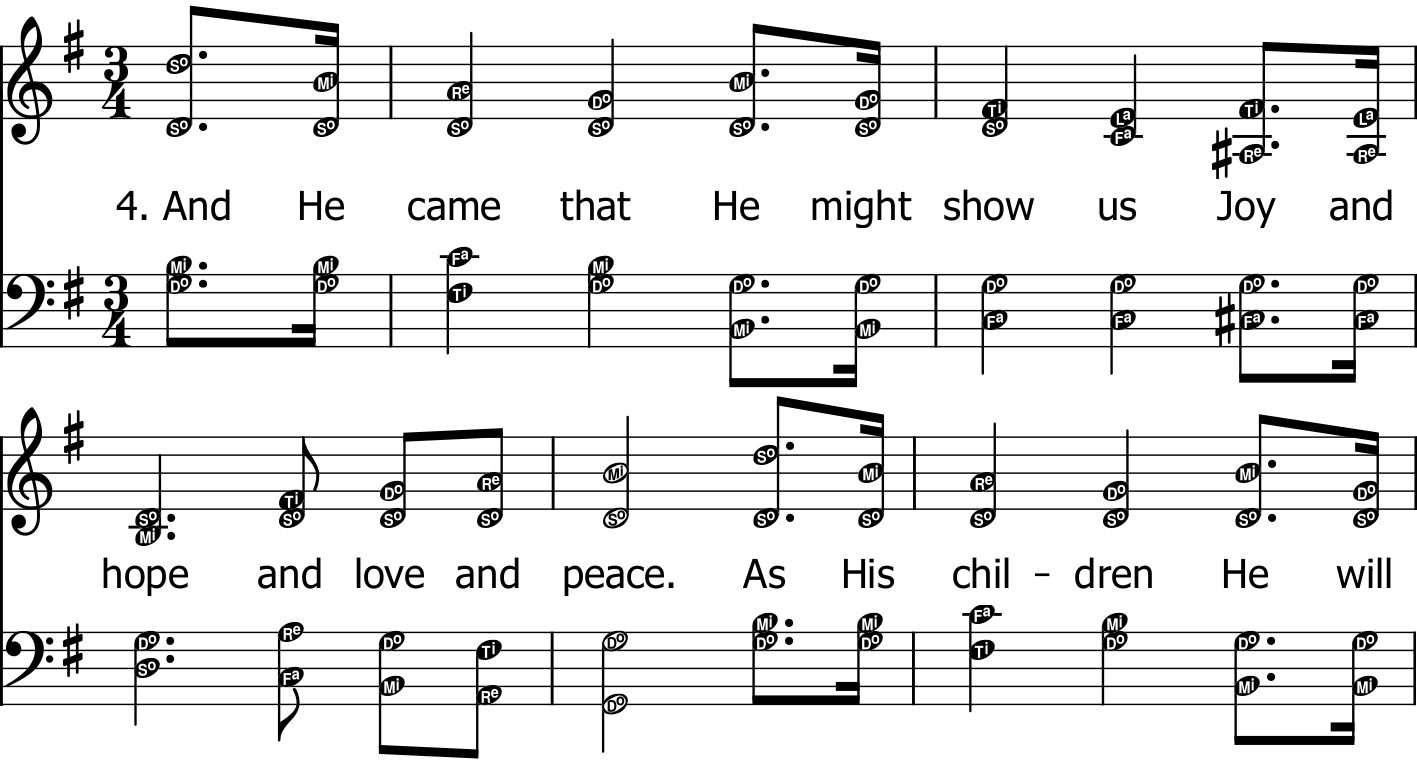 4. And He came that He might show us Joy and
hope and love and peace. As His chil - dren He will